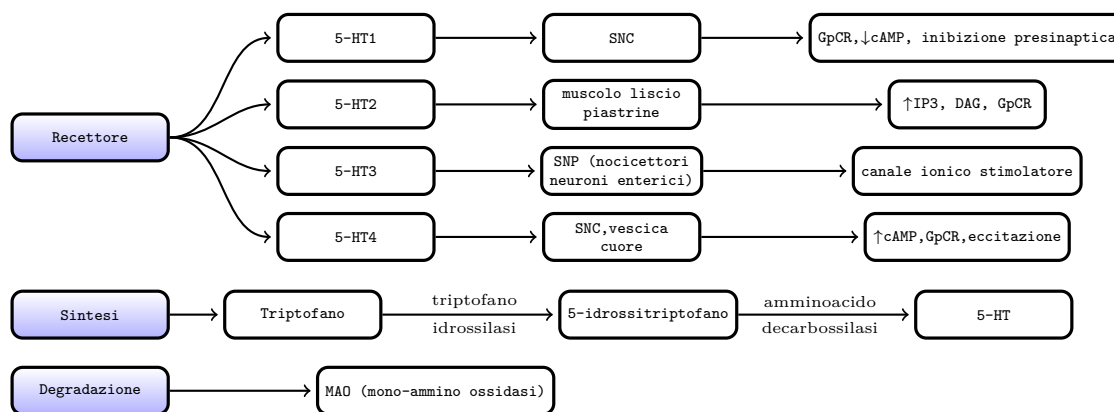 5-HT1
SNC
GpCR,↓cAMP, inibizione presinaptica
5-HT2
muscolo liscio
piastrine
↑IP3, DAG, GpCR
Recettore
5-HT3
SNP (nocicettori
neuroni enterici)
canale ionico stimolatore
5-HT4
SNC,vescica
cuore
↑cAMP,GpCR,eccitazione
Sintesi
Triptofano
triptofano
idrossilasi
5-idrossitriptofano
amminoacido
decarbossilasi
5-HT
Degradazione
MAO (mono-ammino ossidasi)